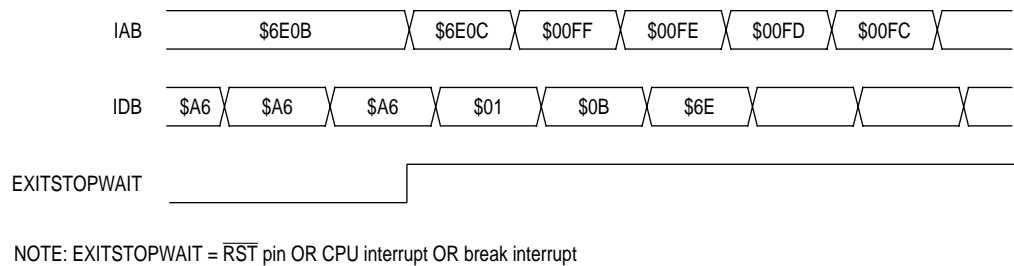 IAB $6E0B $6E0C $00FF $00FE $00FD $00FC
IDB $A6 $A6 $A6 $01 $0B $6E
EXITSTOPWAIT
NOTE: EXITSTOPWAIT = R̅S̅T̅ pin OR CPU interrupt OR break interrupt